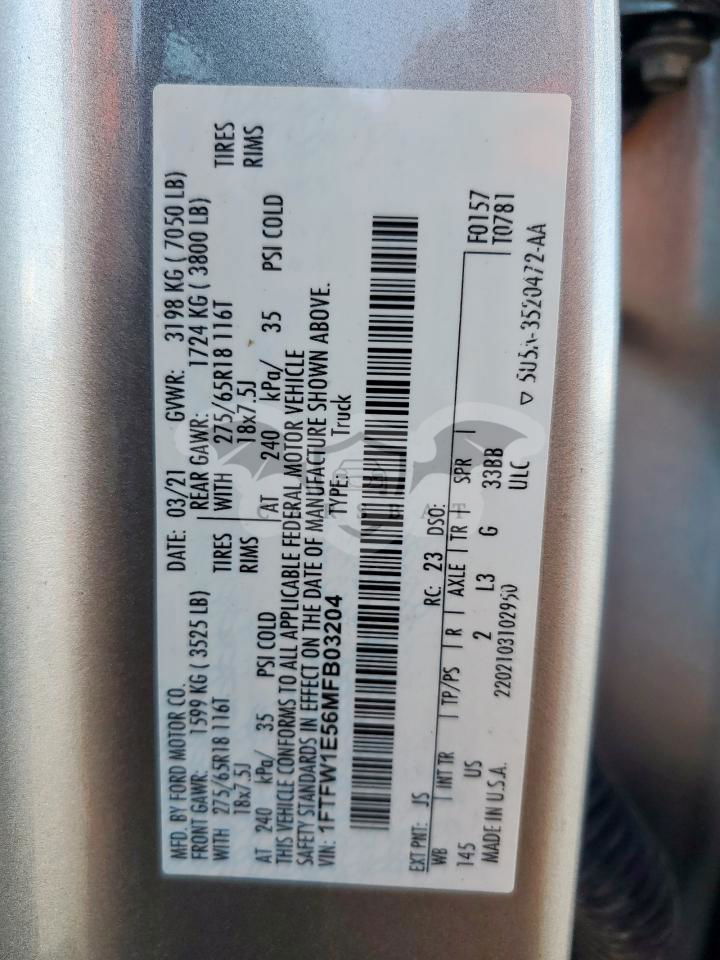 MFD. BY FORD MOTOR CO. DATE: 03/21 GVWR: 3198 KG ( 7050 LB)
FRONT GAWR: 1599 KG ( 3525 LB) REAR GAWR: 1724 KG ( 3800 LB)
WITH 275/65R18 116T TIRES WITH 275/65R18 116T TIRES
18x7.5J RIMS 18x7.5J RIMS
AT 240 kPa/ 35 PSI COLD AT 240 kPa/ 35 PSI COLD
THIS VEHICLE CONFORMS TO ALL APPLICABLE FEDERAL MOTOR VEHICLE
SAFETY STANDARDS IN EFFECT ON THE DATE OF MANUFACTURE SHOWN ABOVE.
VIN: 1FTFW1E56MFB03204 TYPE: Truck
EXT PNT: JS RC: 23 DSO: F0157
WB INT TR TP/PS R AXLE TR SPR T0781
145 US 2 L3 G 33BB
MADE IN U.S.A. 2202103102950 ULC
3520472-AA